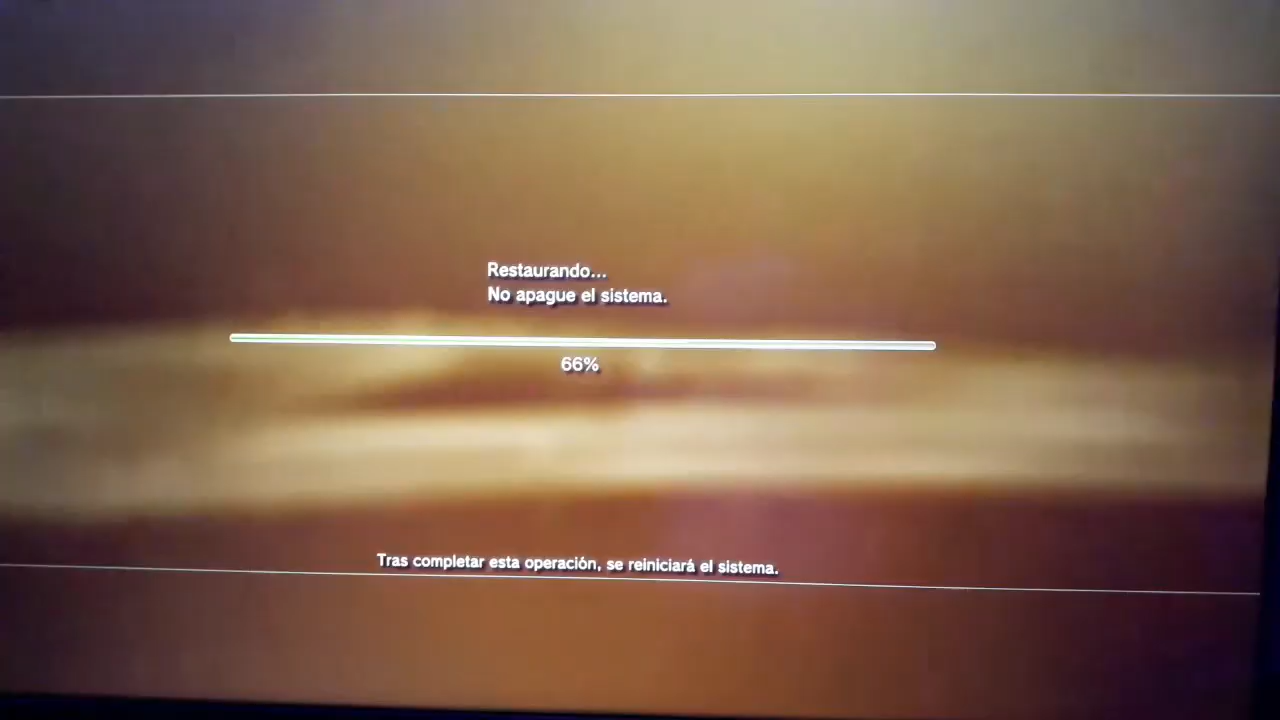 Restaurando...
No apague el sistema.
66%
Tras completar esta operación, se reiniciará el sistema.